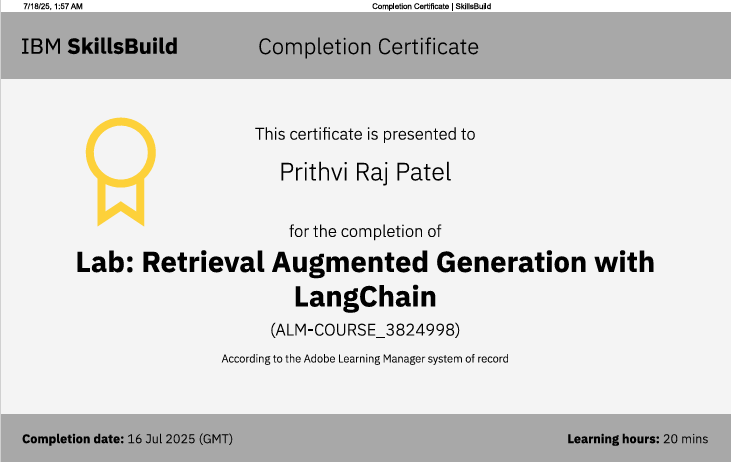 7/18/25, 1:57 AM
Completion Certificate | SkillsBuild
IBM SkillsBuild
Completion Certificate
This certificate is presented to
Prithvi Raj Patel
for the completion of
Lab: Retrieval Augmented Generation with
LangChain
(ALM-COURSE_3824998)
According to the Adobe Learning Manager system of record
Completion date: 16 Jul 2025 (GMT)
Learning hours: 20 mins